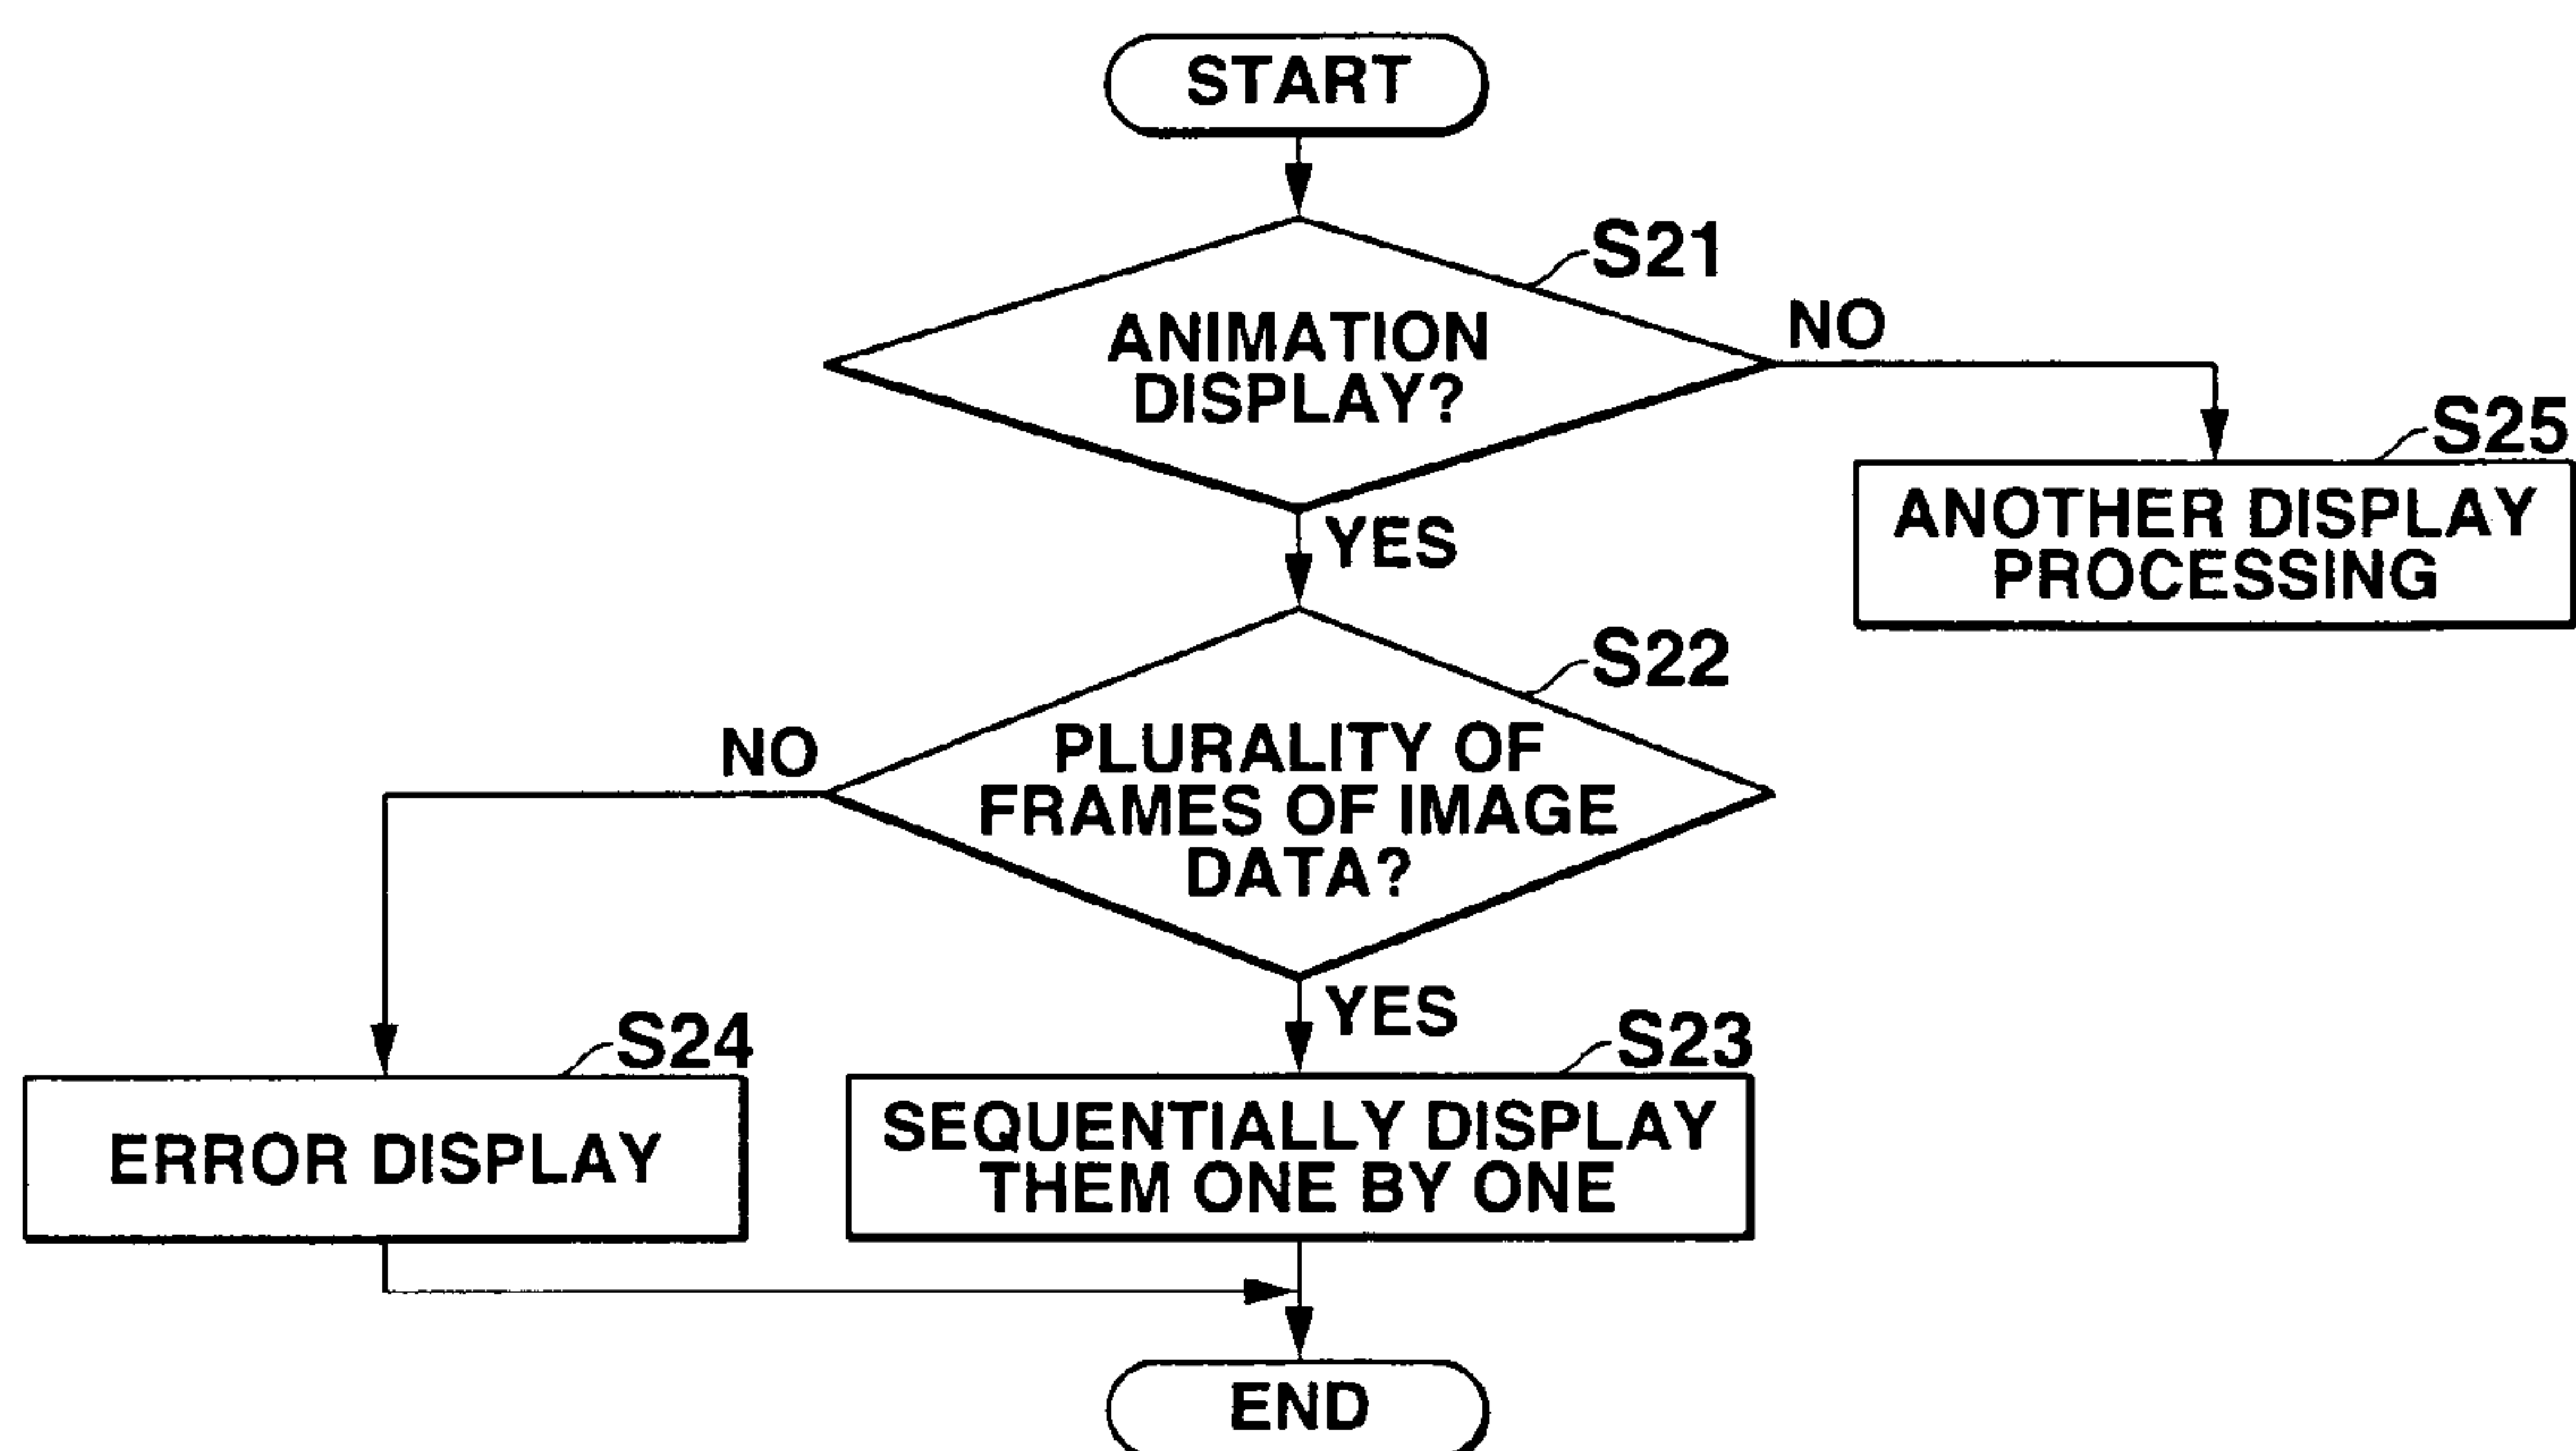 START
S21
ANIMATION
DISPLAY?
NO
S25
ANOTHER DISPLAY
PROCESSING
YES
S22
PLURALITY OF
FRAMES OF IMAGE
DATA?
NO
YES
S24
ERROR DISPLAY
S23
SEQUENTIALLY DISPLAY
THEM ONE BY ONE
END